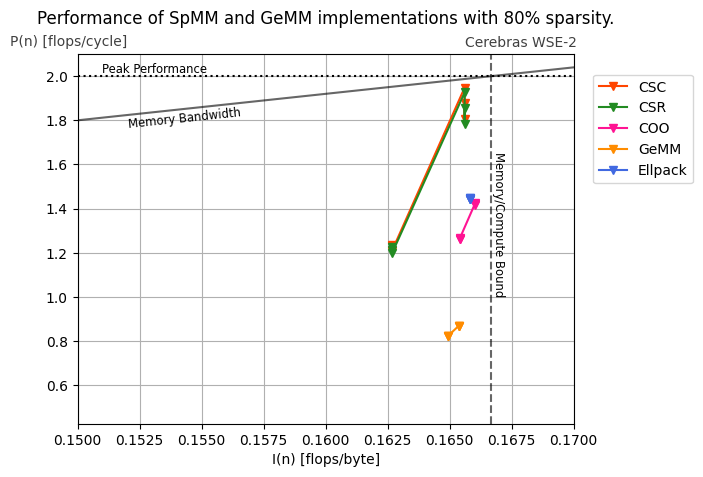 Performance of SpMM and GeMM implementations with 80% sparsity.
P(n) [flops/cycle]
Cerebras WSE-2
Peak Performance
Memory Bandwidth
Memory/Compute Bound
CSC
CSR
COO
GeMM
Ellpack
2.0
1.8
1.6
1.4
1.2
1.0
0.8
0.6
0.1500 0.1525 0.1550 0.1575 0.1600 0.1625 0.1650 0.1675 0.1700
I(n) [flops/byte]